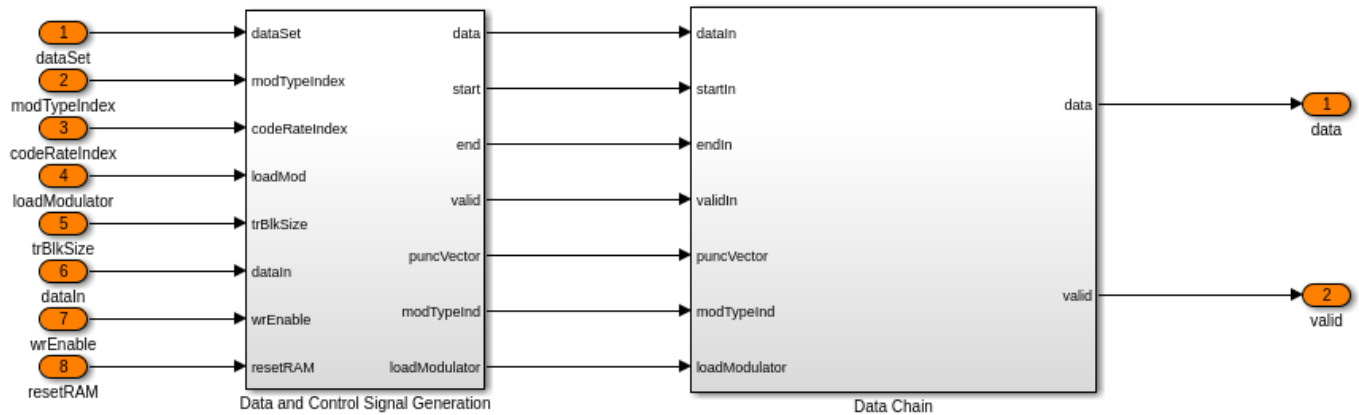 1
dataSet
2
modTypeIndex
3
codeRateIndex
4
loadModulator
5
trBlkSize
6
dataIn
7
wrEnable
8
resetRAM
dataSet
modTypeIndex
codeRateIndex
loadMod
trBlkSize
dataIn
wrEnable
resetRAM
data
start
end
valid
puncVector
modTypeInd
loadModulator
Data and Control Signal Generation
dataIn
startIn
endIn
validIn
puncVector
modTypeInd
loadModulator
data
valid
Data Chain
1
data
2
valid